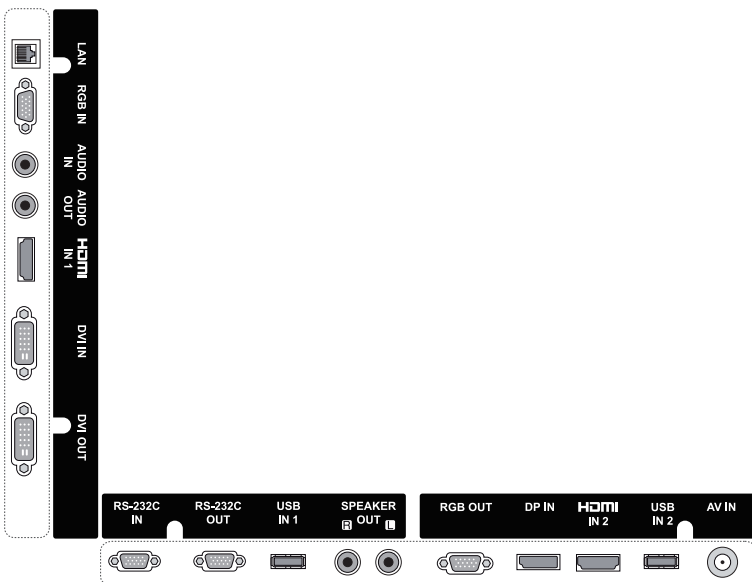 LAN
RGB IN
AUDIO
IN
AUDIO
OUT
HDMI
IN 1
DVI IN
DVI OUT
RS-232C
IN
RS-232C
OUT
USB
IN 1
SPEAKER
R OUT L
RGB OUT
DP IN
HDMI
IN 2
USB
IN 2
AV IN